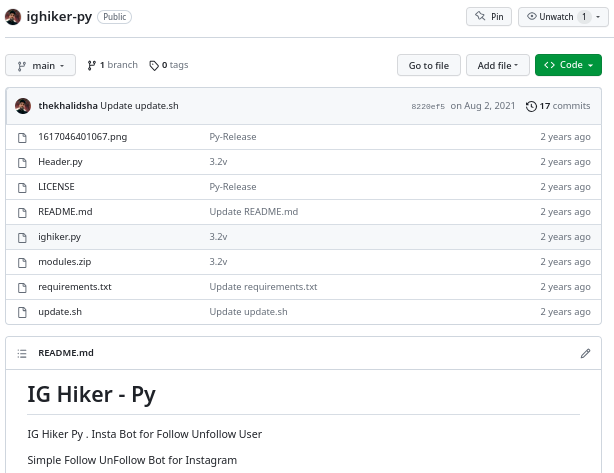 ighiker-py Public Pin Unwatch 1
main 1 branch 0 tags Go to file Add file Code
thekhalidsha Update update.sh 8220ef5 on Aug 2, 2021 17 commits
1617046401067.png Py-Release 2 years ago
Header.py 3.2v 2 years ago
LICENSE Py-Release 2 years ago
README.md Update README.md 2 years ago
ighiker.py 3.2v 2 years ago
modules.zip 3.2v 2 years ago
requirements.txt Update requirements.txt 2 years ago
update.sh Update update.sh 2 years ago
README.md
IG Hiker - Py
IG Hiker Py . Insta Bot for Follow Unfollow User
Simple Follow UnFollow Bot for Instagram